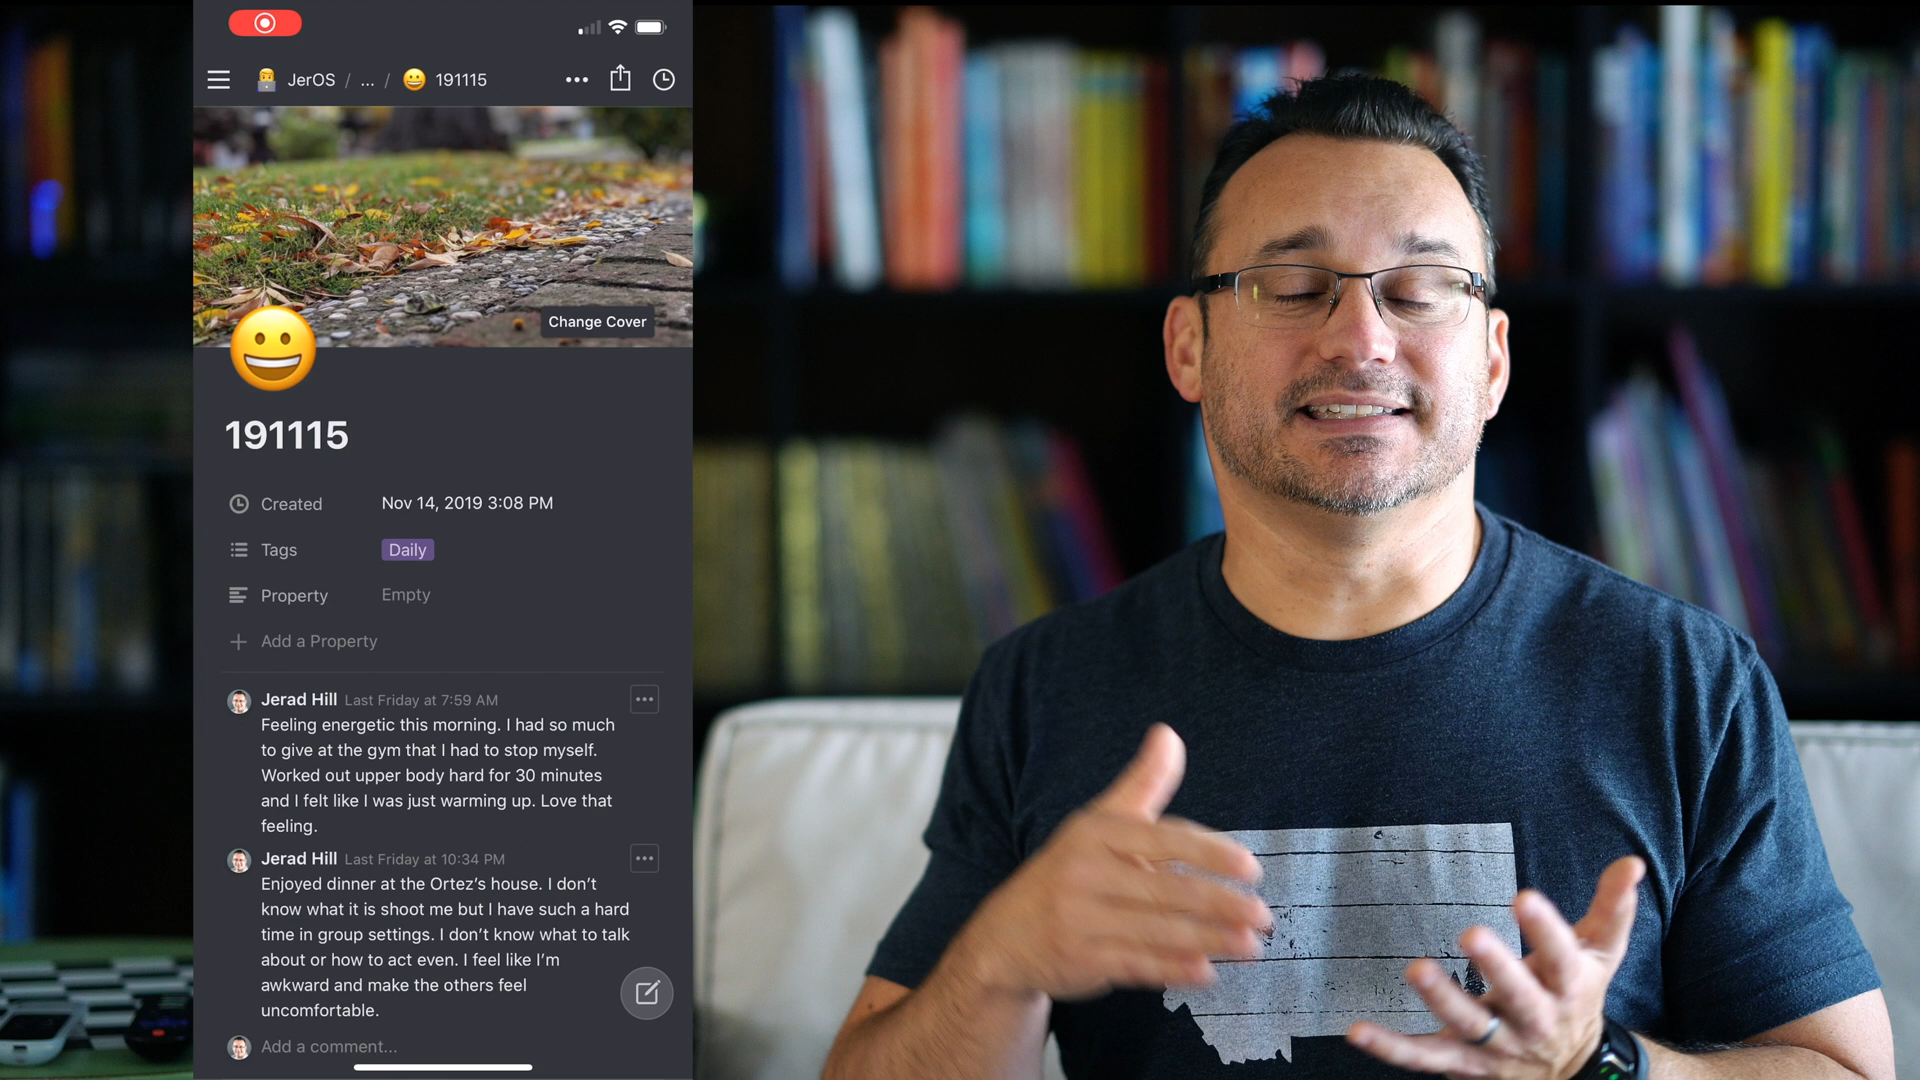 JerOS / ... / 191115
Change Cover
191115
Created Nov 14, 2019 3:08 PM
Tags Daily
Property Empty
Add a Property
Jerad Hill Last Friday at 7:59 AM
Feeling energetic this morning. I had so much
to give at the gym that I had to stop myself.
Worked out upper body hard for 30 minutes
and I felt like I was just warming up. Love that
feeling.
Jerad Hill Last Friday at 10:34 PM
Enjoyed dinner at the Ortez’s house. I don’t
know what it is shoot me but I have such a hard
time in group settings. I don’t know what to talk
about or how to act even. I feel like I’m
awkward and make the others feel
uncomfortable.
Add a comment...